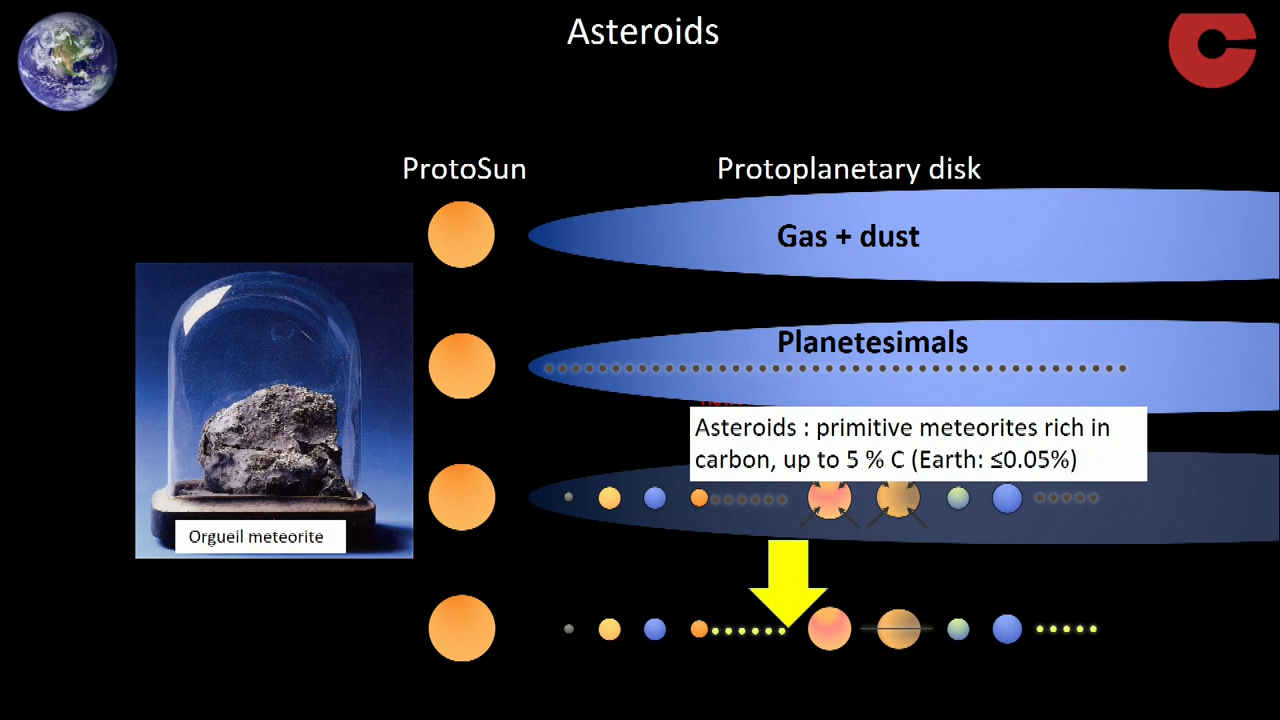 Asteroids
ProtoSun
Protoplanetary disk
Gas + dust
Planetesimals
Asteroids : primitive meteorites rich in
carbon, up to 5 % C (Earth: ≤0.05%)
Orgueil meteorite